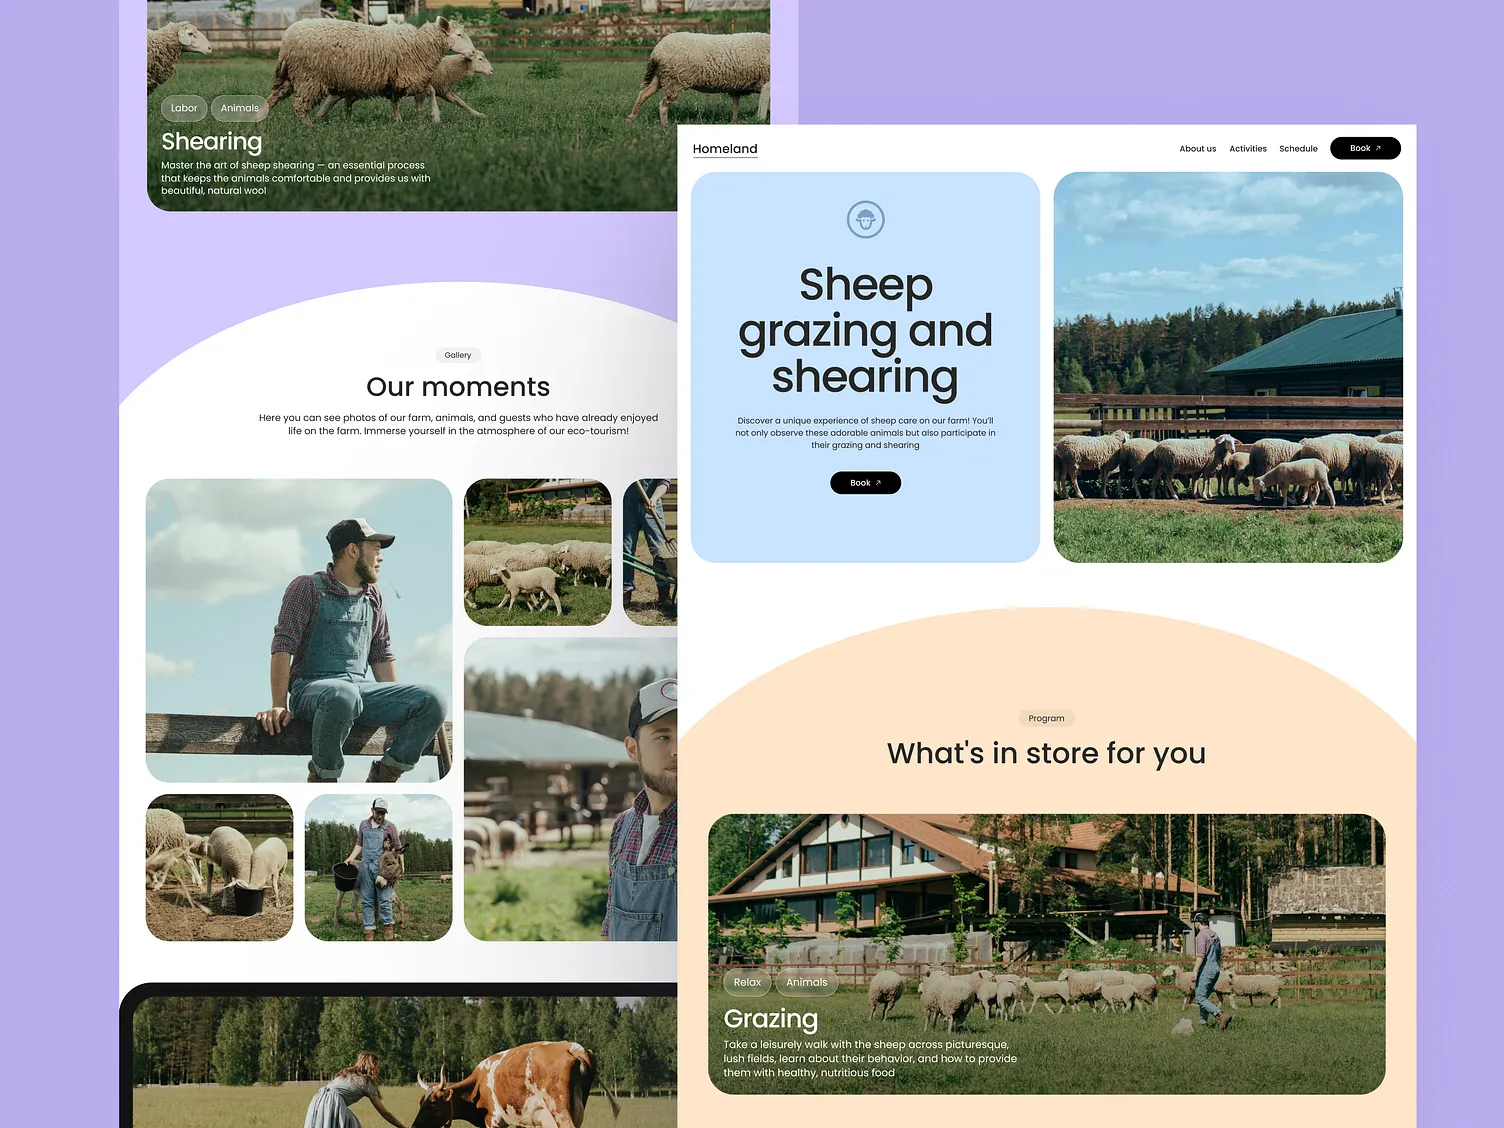 Labor
Animals
Shearing
Master the art of sheep shearing — an essential process
that keeps the animals comfortable and provides us with
beautiful, natural wool
Gallery
Our moments
Here you can see photos of our farm, animals, and guests who have already enjoyed
life on the farm. Immerse yourself in the atmosphere of our eco-tourism!
Homeland
About us
Activities
Schedule
Book ↗
Sheep
grazing and
shearing
Discover a unique experience of sheep care on our farm! You'll
not only observe these adorable animals but also participate in
their grazing and shearing
Book ↗
Program
What's in store for you
Relax
Animals
Grazing
Take a leisurely walk with the sheep across picturesque,
lush fields, learn about their behavior, and how to provide
them with healthy, nutritious food